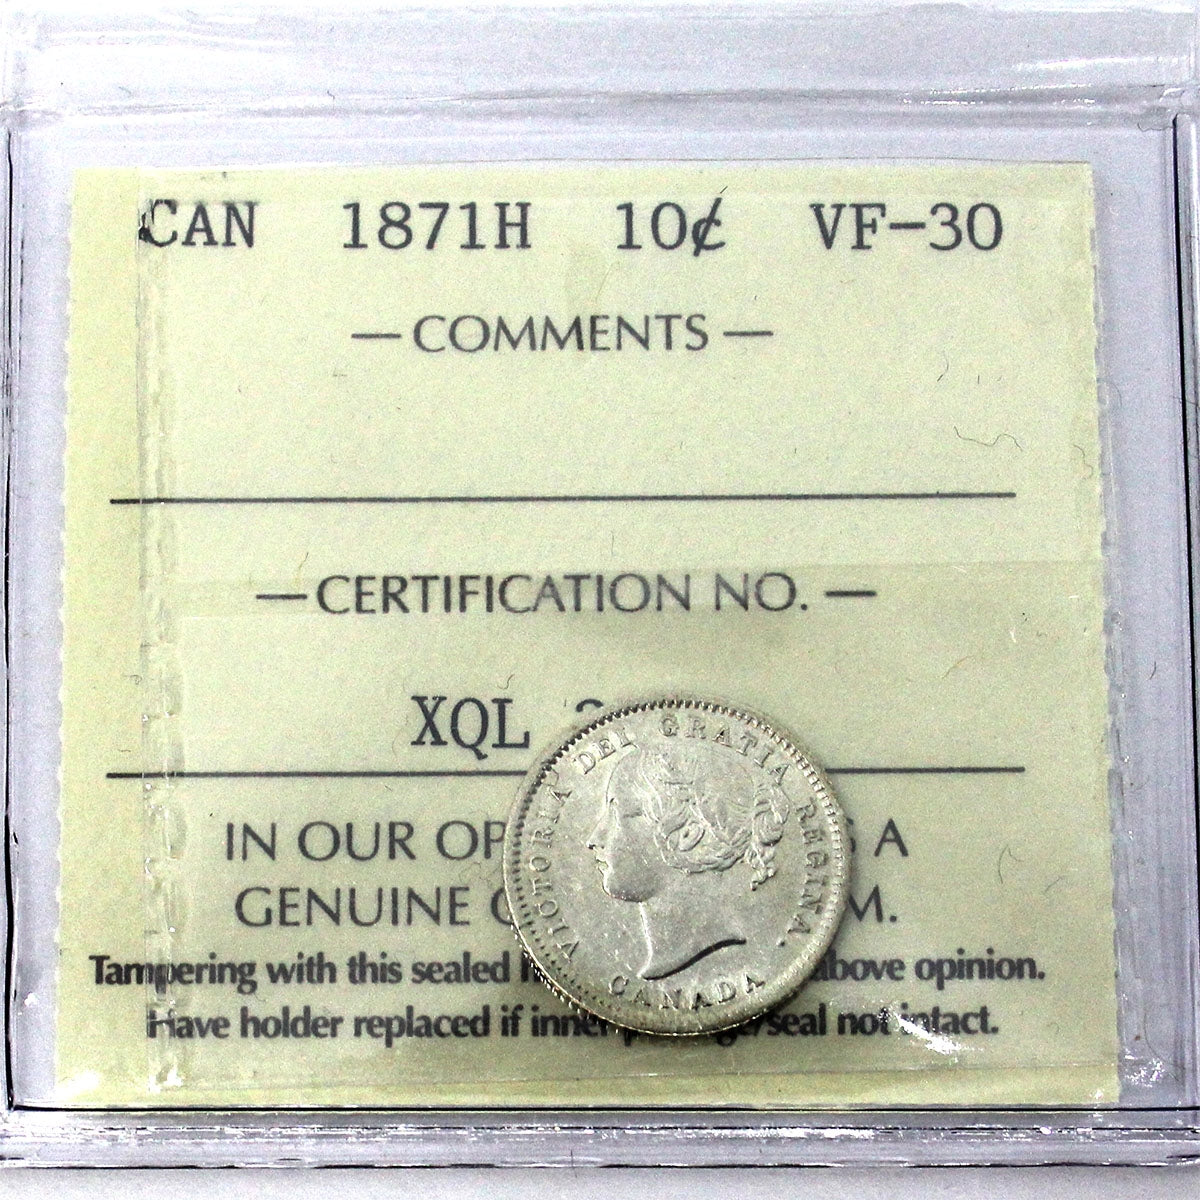 CAN 1871H 10¢ VF-30
— COMMENTS —
— CERTIFICATION NO. —
XQL
IN OUR A
GENUINE
Tampering with this sealed above opinion.
Have holder replaced if inner seal not intact.
VICTORIA DEI GRATIA REGINA.
CANADA